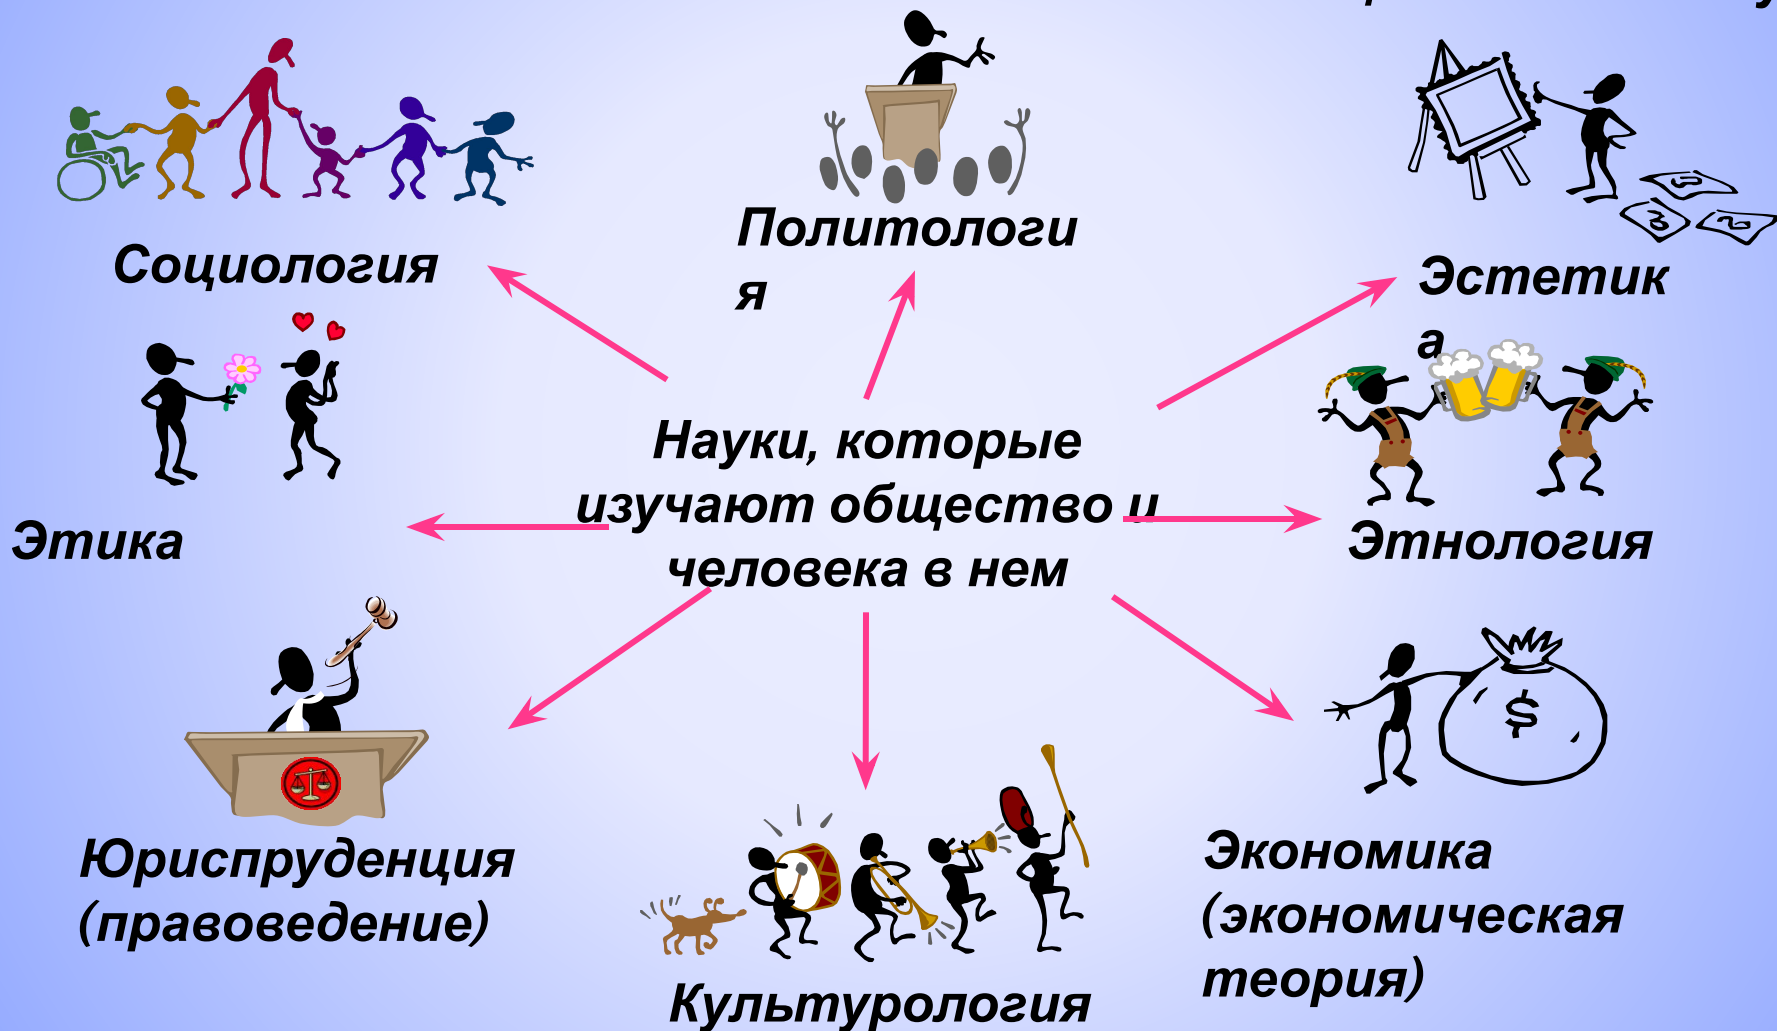 Политологи
я
Социология
Эстетик
а
Науки, которые
изучают общество и
человека в нем
Этика
Этнология
$
Юриспруденция
(правоведение)
Экономика
(экономическая
теория)
Культурология